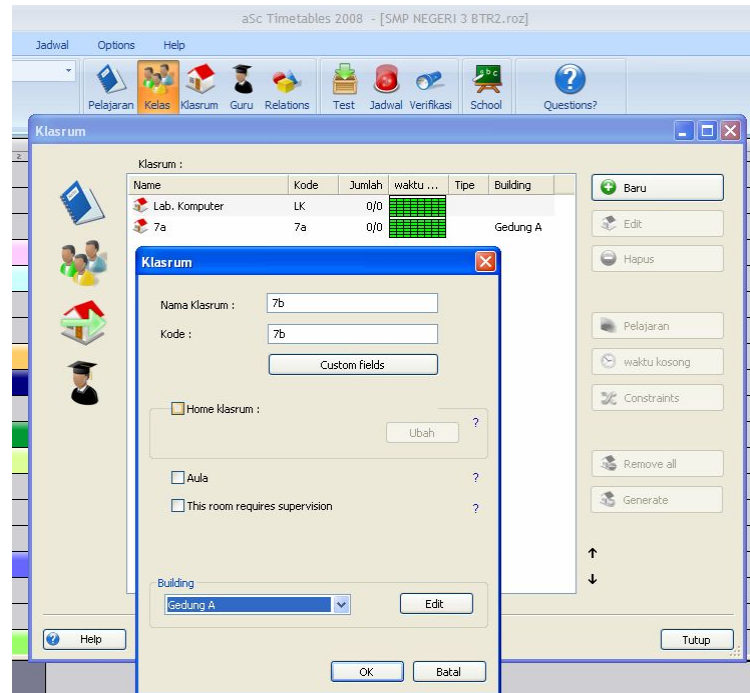 aSc Timetables 2008 - [SMP NEGERI 3 BTR2.roz]
Jadwal Options Help
Pelajaran Kelas Klasrum Guru Relations Test Jadwal Verifikasi School Questions?
Klasrum
2
Klasrum :
Name Kode Jumlah waktu ... Tipe Building
Lab. Komputer LK 0/0
7a 7a 0/0 Gedung A
Baru
Edit
Hapus
Pelajaran
waktu kosong
Constraints
Remove all
Generate
Klasrum
Nama Klasrum : 7b
Kode : 7b
Custom fields
Home klasrum :
Ubah ?
Aula ?
This room requires supervision ?
Building
Gedung A Edit
OK Batal
? Help
Tutup